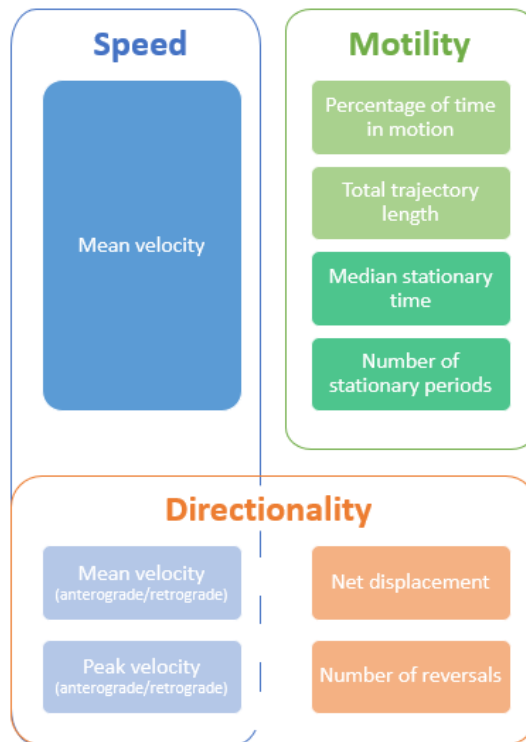 Speed
Mean velocity
Motility
Percentage of time
in motion
Total trajectory
length
Median stationary
time
Number of
stationary periods
Directionality
Mean velocity
(anterograde/retrograde)
Peak velocity
(anterograde/retrograde)
Net displacement
Number of reversals